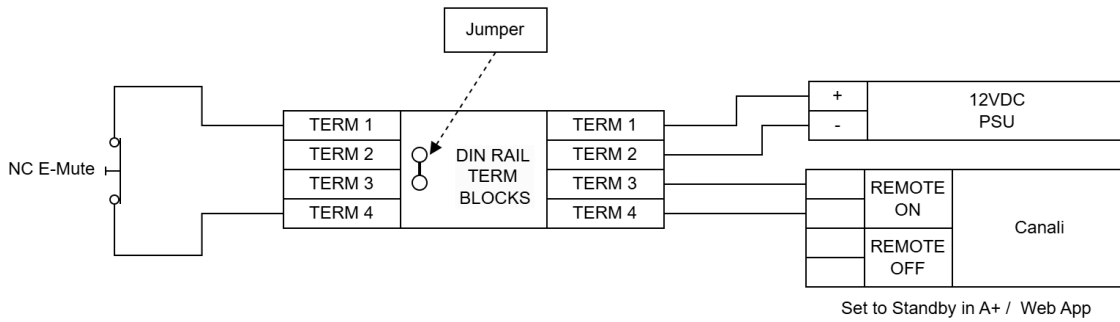 Jumper
NC E-Mute
TERM 1
TERM 2
TERM 3
TERM 4
DIN RAIL
TERM
BLOCKS
TERM 1
TERM 2
TERM 3
TERM 4
+
-
12VDC
PSU
REMOTE
ON
REMOTE
OFF
Canali
Set to Standby in A+ / Web App